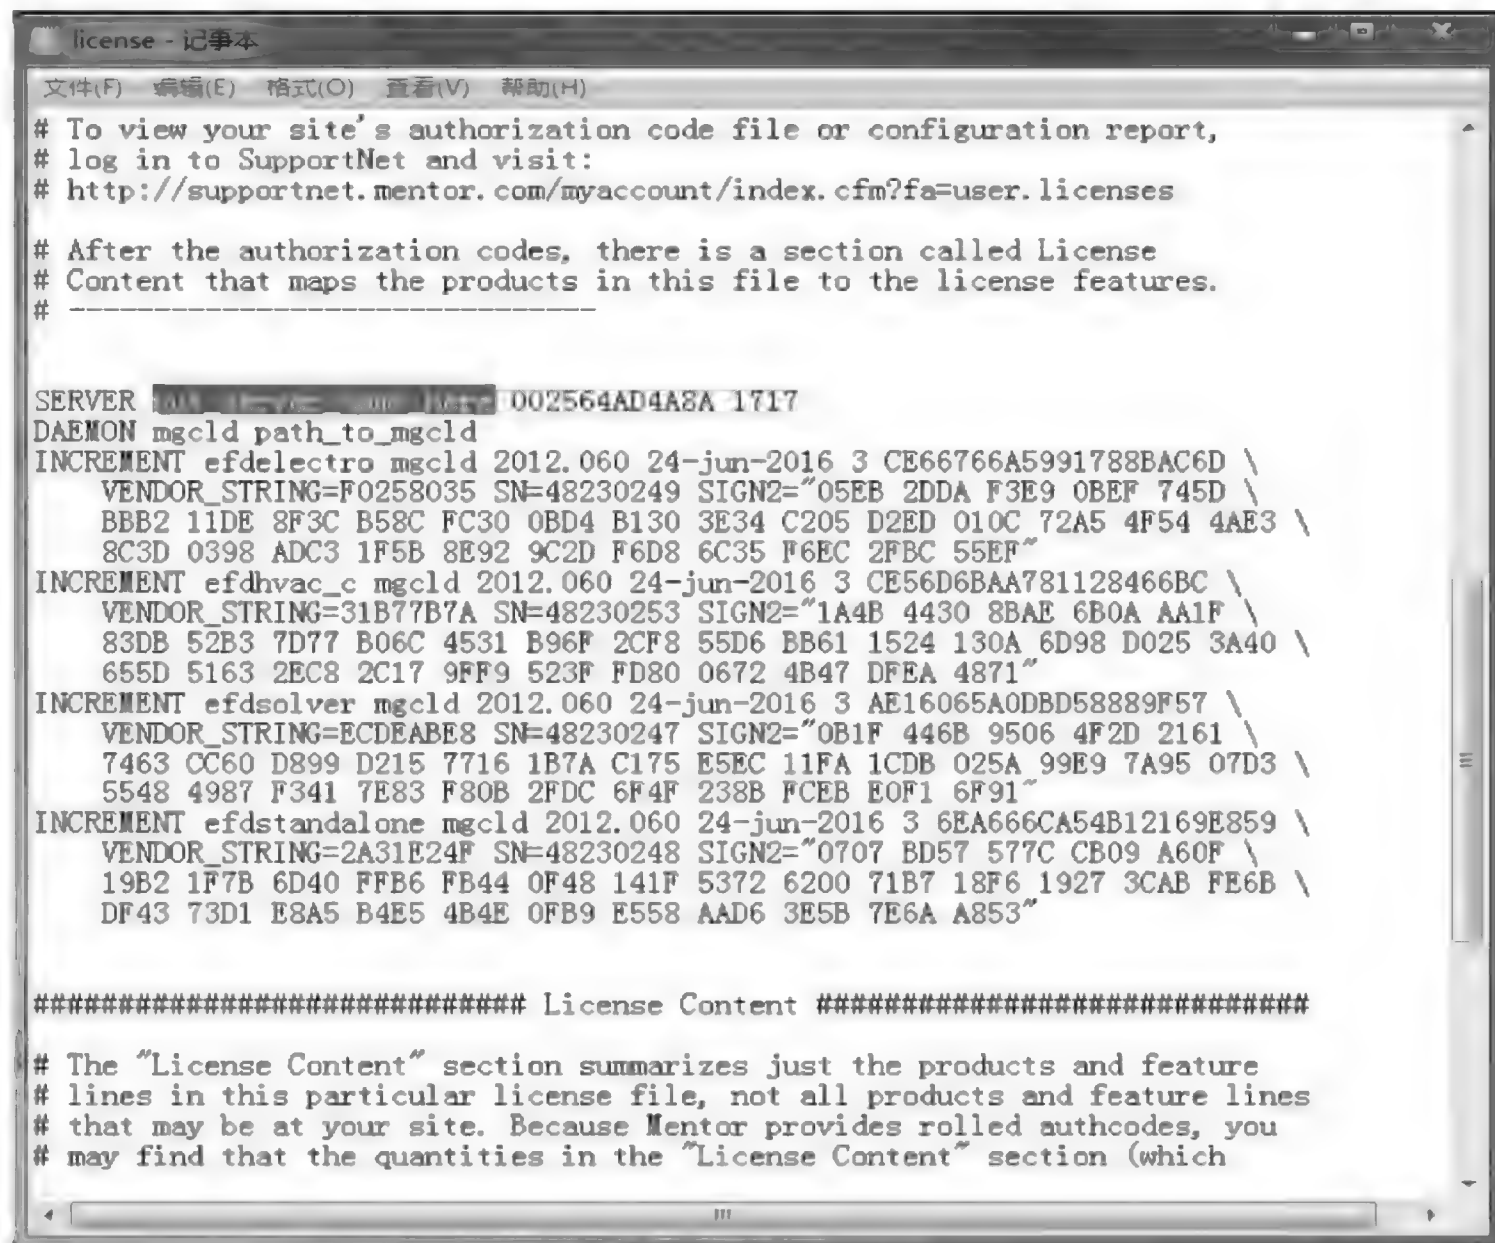 license - 记事本
文件(F) 编辑(E) 格式(O) 查看(V) 帮助(H)
# To view your site's authorization code file or configuration report,
# log in to SupportNet and visit:
# http://supportnet.mentor.com/myaccount/index.cfm?fa=user.licenses
# After the authorization codes, there is a section called License
# Content that maps the products in this file to the license features.
# -------------------------------
SERVER 002564AD4A8A 1717
DAEMON mgcld path_to_mgcld
INCREMENT efdelectro mgcld 2012.060 24-jun-2016 3 CE66766A5991788BAC6D \
VENDOR_STRING=F0258035 SN=48230249 SIGN2="05EB 2DDA F3E9 0BEF 745D \
BBB2 11DE 8F3C B58C FC30 0BD4 B130 3E34 C205 D2ED 010C 72A5 4F54 4AE3 \
8C3D 0398 ADC3 1F5B 8E92 9C2D F6D8 6C35 F6EC 2FBC 55EF"
INCREMENT efdhvac_c mgcld 2012.060 24-jun-2016 3 CE56D6BAA781128466BC \
VENDOR_STRING=31B77B7A SN=48230253 SIGN2="1A4B 4430 8BAE 6B0A AA1F \
83DB 52B3 7D77 B06C 4531 B96F 2CF8 55D6 BB61 1524 130A 6D98 D025 3A40 \
655D 5163 2EC8 2C17 9FF9 523F FD80 0672 4B47 DFEA 4871"
INCREMENT efdsolver mgcld 2012.060 24-jun-2016 3 AE16065A0DBD58889F57 \
VENDOR_STRING=ECDEABE8 SN=48230247 SIGN2="0B1F 446B 9506 4F2D 2161 \
7463 CC60 D899 D215 7716 1B7A C175 E5EC 11FA 1CDB 025A 99E9 7A95 07D3 \
5548 4987 F341 7E83 F80B 2FDC 6F4F 238B FCEB E0F1 6F91"
INCREMENT efdstandalone mgcld 2012.060 24-jun-2016 3 6EA666CA54B12169E859 \
VENDOR_STRING=2A31E24F SN=48230248 SIGN2="0707 BD57 577C CB09 A60F \
19B2 1F7B 6D40 FFB6 FB44 0F48 141F 5372 6200 71B7 18F6 1927 3CAB FE6B \
DF43 73D1 E8A5 B4E5 4B4E 0FB9 E558 AAD6 3E5B 7E6A A853"
############################# License Content #############################
# The "License Content" section summarizes just the products and feature
# lines in this particular license file, not all products and feature lines
# that may be at your site. Because Mentor provides rolled authcodes, you
# may find that the quantities in the "License Content" section (which